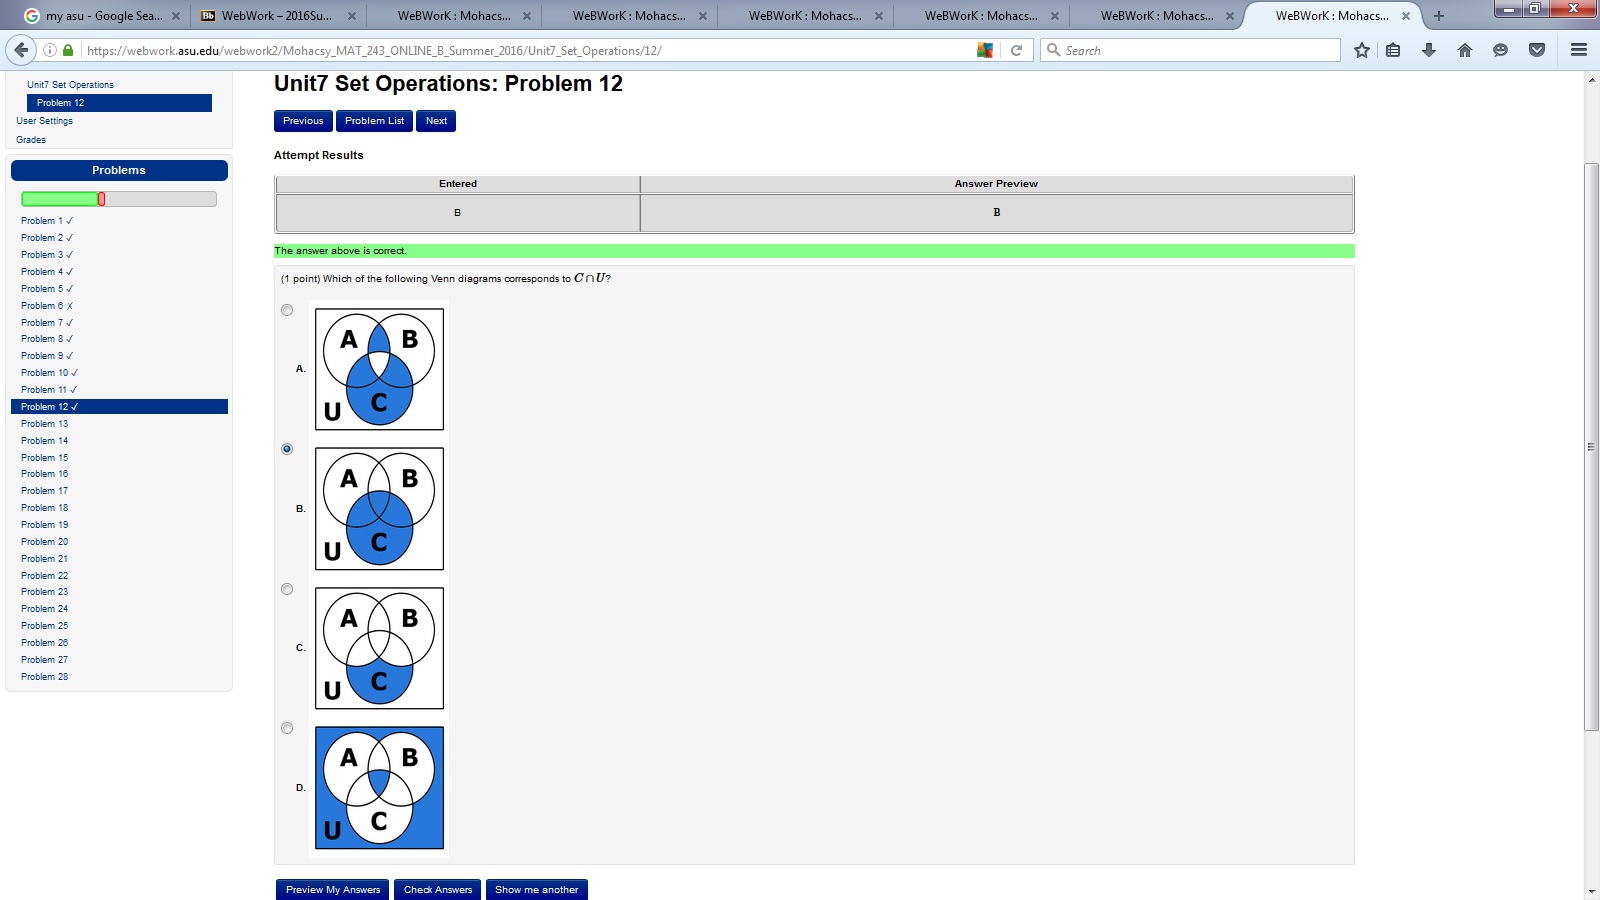 my asu - Google Sea...
WebWork – 2016Su...
WeBWorK : Mohacs...
WeBWorK : Mohacs...
WeBWorK : Mohacs...
WeBWorK : Mohacs...
WeBWorK : Mohacs...
WeBWorK : Mohacs...
https://webwork.asu.edu/webwork2/Mohacsy_MAT_243_ONLINE_B_Summer_2016/Unit7_Set_Operations/12/
Search
Unit7 Set Operations
Problem 12
User Settings
Grades
Problems
Problem 1 ✓
Problem 2 ✓
Problem 3 ✓
Problem 4 ✓
Problem 5 ✓
Problem 6 ✗
Problem 7 ✓
Problem 8 ✓
Problem 9 ✓
Problem 10 ✓
Problem 11 ✓
Problem 12 ✓
Problem 13
Problem 14
Problem 15
Problem 16
Problem 17
Problem 18
Problem 19
Problem 20
Problem 21
Problem 22
Problem 23
Problem 24
Problem 25
Problem 26
Problem 27
Problem 28
Unit7 Set Operations: Problem 12
Previous Problem List Next
Attempt Results
Entered Answer Preview
B B
The answer above is correct.
(1 point) Which of the following Venn diagrams corresponds to C ∩ U?
A.
A B
C
U
B.
A B
C
U
C.
A B
C
U
D.
A B
C
U
Preview My Answers Check Answers Show me another